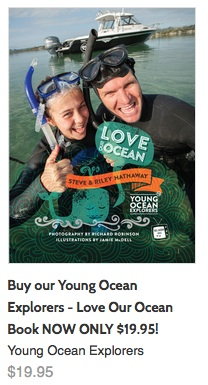 LOVE
OUR
OCEAN
STEVE & RILEY HATHAWAY
YOUNG
OCEAN
EXPLORERS
PHOTOGRAPHY BY RICHARD ROBINSON
ILLUSTRATIONS BY JAMIE McDELL
Buy our Young Ocean
Explorers - Love Our Ocean
Book NOW ONLY $19.95!
Young Ocean Explorers
$19.95